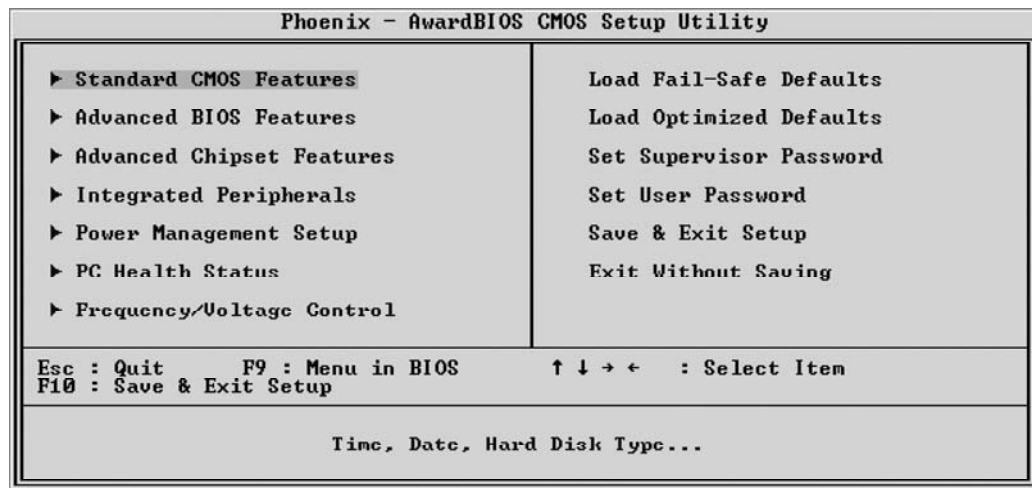 Phoenix - AwardBIOS CMOS Setup Utility
► Standard CMOS Features
► Advanced BIOS Features
► Advanced Chipset Features
► Integrated Peripherals
► Power Management Setup
► PC Health Status
► Frequency/Voltage Control
Load Fail-Safe Defaults
Load Optimized Defaults
Set Supervisor Password
Set User Password
Save & Exit Setup
Exit Without Saving
Esc : Quit F9 : Menu in BIOS ↑ ↓ → ← : Select Item
F10 : Save & Exit Setup
Time, Date, Hard Disk Type...